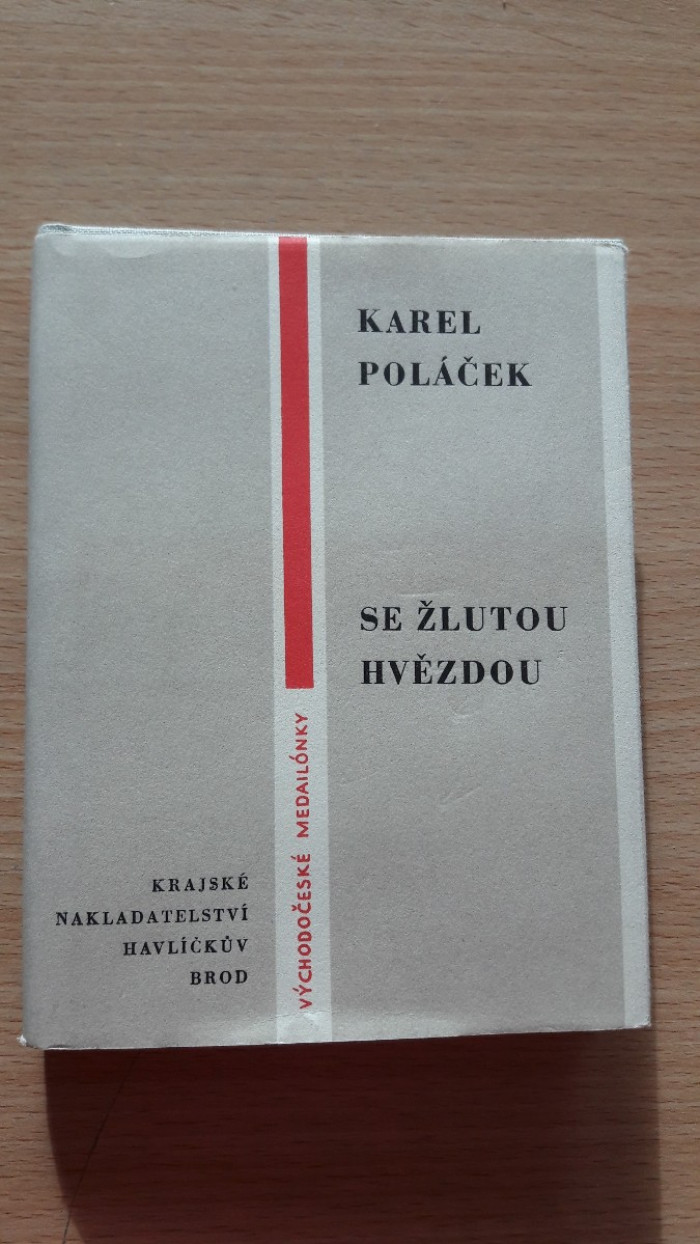 KAREL
POLÁČEK
SE ŽLUTOU
HVĚZDOU
VÝCHODOČESKÉ MEDAILÓNKY
KRAJSKÉ
NAKLADATELSTVÍ
HAVLÍČKŮV
BROD